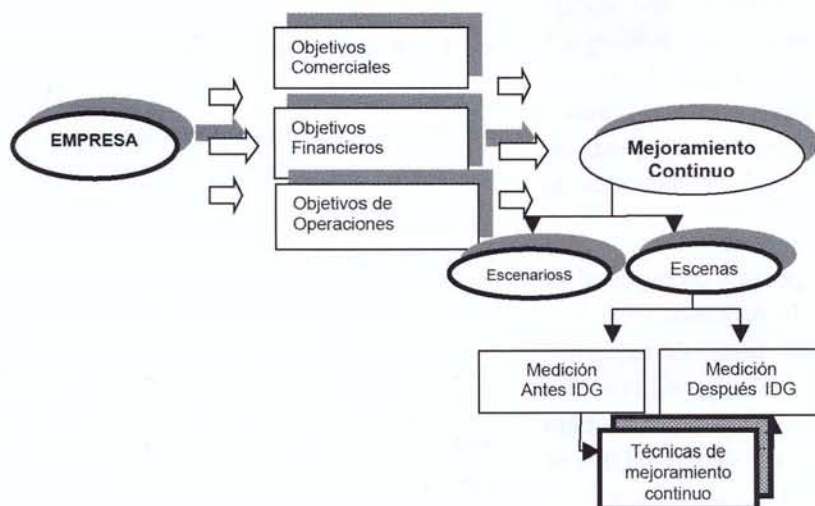 Objetivos
Comerciales
EMPRESA
Objetivos
Financieros
Mejoramiento
Continuo
Objetivos de
Operaciones
Escenarioss
Escenas
Medición
Antes IDG
Medición
Después IDG
Técnicas de
mejoramiento
continuo